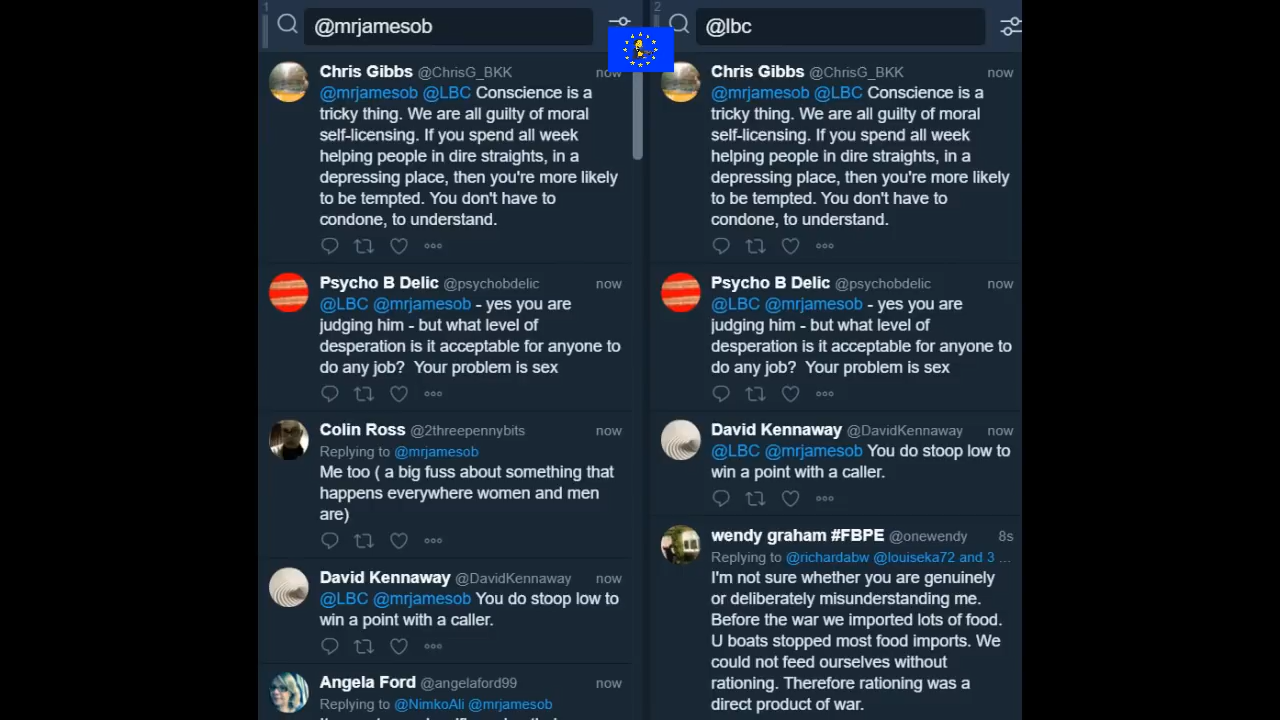 1
@mrjamesob
Chris Gibbs @ChrisG_BKK now
@mrjamesob @LBC Conscience is a
tricky thing. We are all guilty of moral
self-licensing. If you spend all week
helping people in dire straights, in a
depressing place, then you're more likely
to be tempted. You don't have to
condone, to understand.
Psycho B Delic @psychobdelic now
@LBC @mrjamesob - yes you are
judging him - but what level of
desperation is it acceptable for anyone to
do any job? Your problem is sex
Colin Ross @2threepennybits now
Replying to @mrjamesob
Me too ( a big fuss about something that
happens everywhere women and men
are)
David Kennaway @DavidKennaway now
@LBC @mrjamesob You do stoop low to
win a point with a caller.
Angela Ford @angelaford99 now
Replying to @NimkoAli @mrjamesob
2
@lbc
Chris Gibbs @ChrisG_BKK now
@mrjamesob @LBC Conscience is a
tricky thing. We are all guilty of moral
self-licensing. If you spend all week
helping people in dire straights, in a
depressing place, then you're more likely
to be tempted. You don't have to
condone, to understand.
Psycho B Delic @psychobdelic now
@LBC @mrjamesob - yes you are
judging him - but what level of
desperation is it acceptable for anyone to
do any job? Your problem is sex
David Kennaway @DavidKennaway now
@LBC @mrjamesob You do stoop low to
win a point with a caller.
wendy graham #FBPE @onewendy 8s
Replying to @richardabw @louiseka72 and 3 ...
I'm not sure whether you are genuinely
or deliberately misunderstanding me.
Before the war we imported lots of food.
U boats stopped most food imports. We
could not feed ourselves without
rationing. Therefore rationing was a
direct product of war.